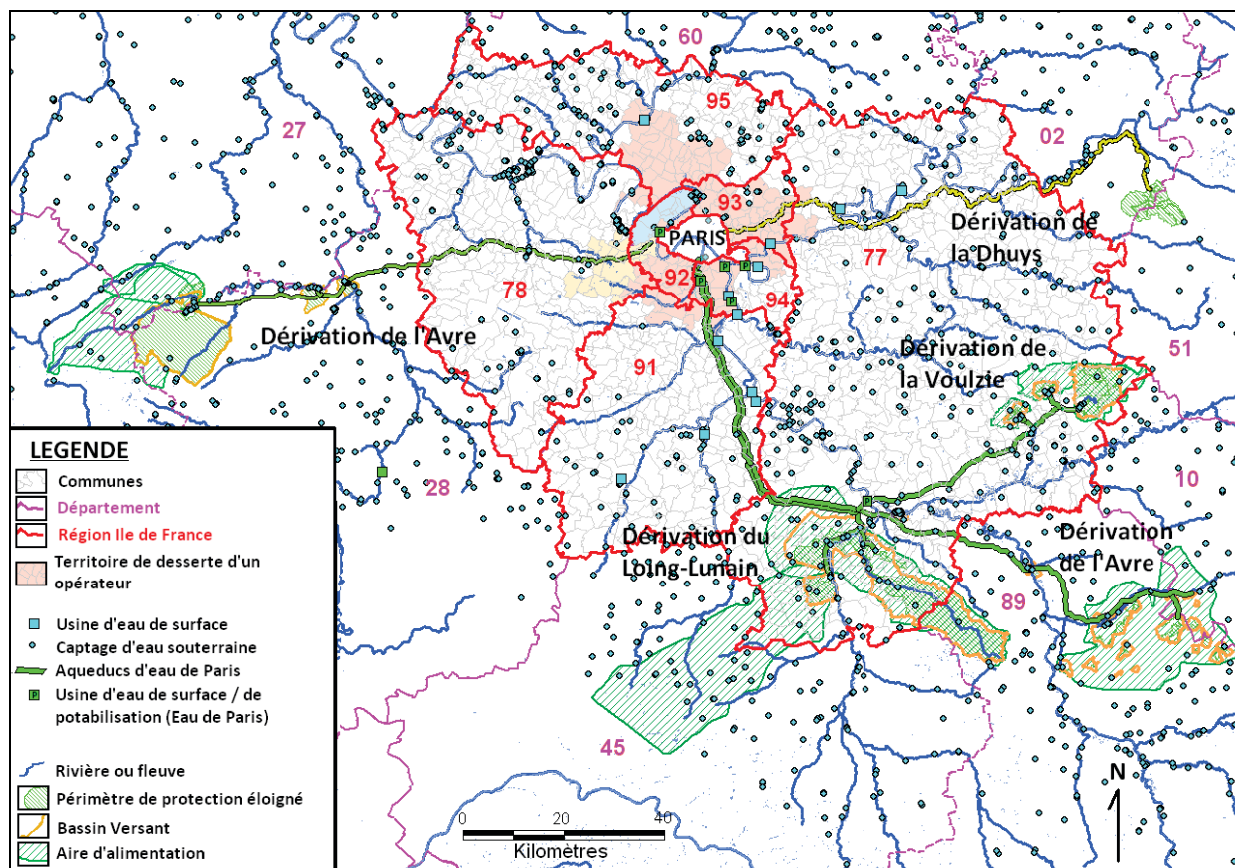 60
95
27
02
93
Dérivation de
la Dhuys
PARIS
77
92
94
78
Dérivation de l'Avre
51
Dérivation de
la Voulzie
91
28
10
Dérivation du
Loing-Lunain
Dérivation
de l'Avre
89
45
LEGENDE
Communes
Département
Région Ile de France
Territoire de desserte d'un
opérateur
Usine d'eau de surface
Captage d'eau souterraine
Aqueducs d'eau de Paris
P
Usine d'eau de surface / de
potabilisation (Eau de Paris)
Rivière ou fleuve
Périmètre de protection éloigné
Bassin Versant
Aire d'alimentation
0 20 40
Kilomètres
N